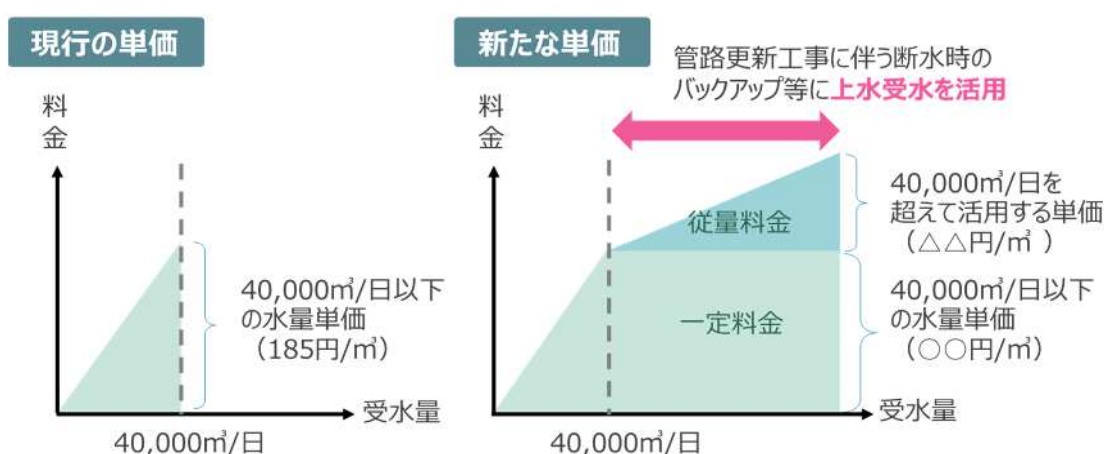 現行の単価
料
金
40,000㎥/日以下
の水量単価
（185円/㎥）
受水量
40,000㎥/日
新たな単価
管路更新工事に伴う断水時の
バックアップ等に上水受水を活用
料
金
従量料金
一定料金
40,000㎥/日を
超えて活用する単価
（△△円/㎥ ）
40,000㎥/日以下
の水量単価
（○○円/㎥）
受水量
40,000㎥/日